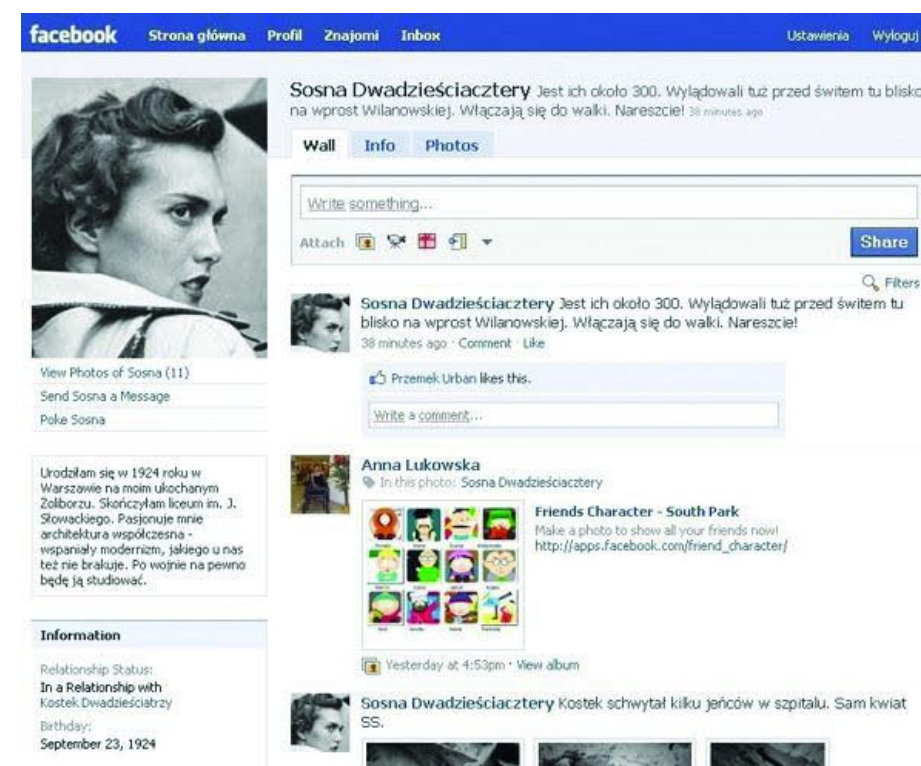 facebook Strona główna Profil Znajomi Inbox Ustawienia Wyloguj
Sosna Dwadzieściacztery Jest ich około 300. Wylądowali tuż przed świtem tu blisko
na wprost Wilanowskiej. Włączają się do walki. Nareszcie! 38 minutes ago
Wall Info Photos
Write something...
Attach
Share
Filters
Sosna Dwadzieściacztery Jest ich około 300. Wylądowali tuż przed świtem tu
blisko na wprost Wilanowskiej. Włączają się do walki. Nareszcie!
38 minutes ago · Comment · Like
Przemek Urban likes this.
Write a comment...
View Photos of Sosna (11)
Send Sosna a Message
Poke Sosna
Urodziłam się w 1924 roku w
Warszawie na moim ukochanym
Żoliborzu. Skończyłam liceum im. J.
Słowackiego. Pasjonuje mnie
architektura współczesna -
wspaniały modernizm, jakiego u nas
też nie brakuje. Po wojnie na pewno
będę ją studiować.
Information
Relationship Status:
In a Relationship with
Kostek Dwadzieściatrzy
Birthday:
September 23, 1924
Anna Lukowska
In this photo: Sosna Dwadzieściacztery
Friends Character - South Park
Make a photo to show all your friends now!
http://apps.facebook.com/friend_character/
Yesterday at 4:53pm · View album
Sosna Dwadzieściacztery Kostek schwytał kilku jeńców w szpitalu. Sam kwiat
SS.